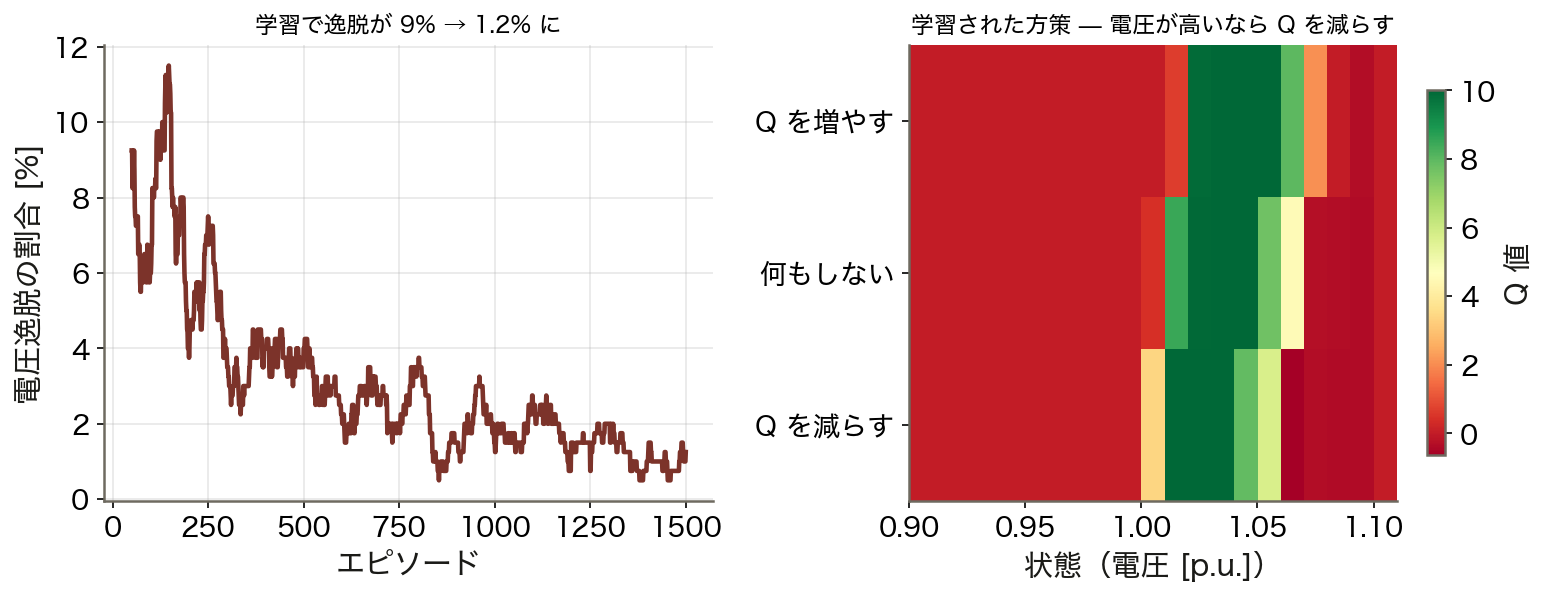 学習で逸脱が 9% → 1.2% に
電圧逸脱の割合 [%]
12
10
8
6
4
2
0
0 250 500 750 1000 1250 1500
エピソード
学習された方策 — 電圧が高いなら Q を減らす
Q を増やす
何もしない
Q を減らす
0.90 0.95 1.00 1.05 1.10
状態（電圧 [p.u.]）
10
8
6
4
2
0
Q 値